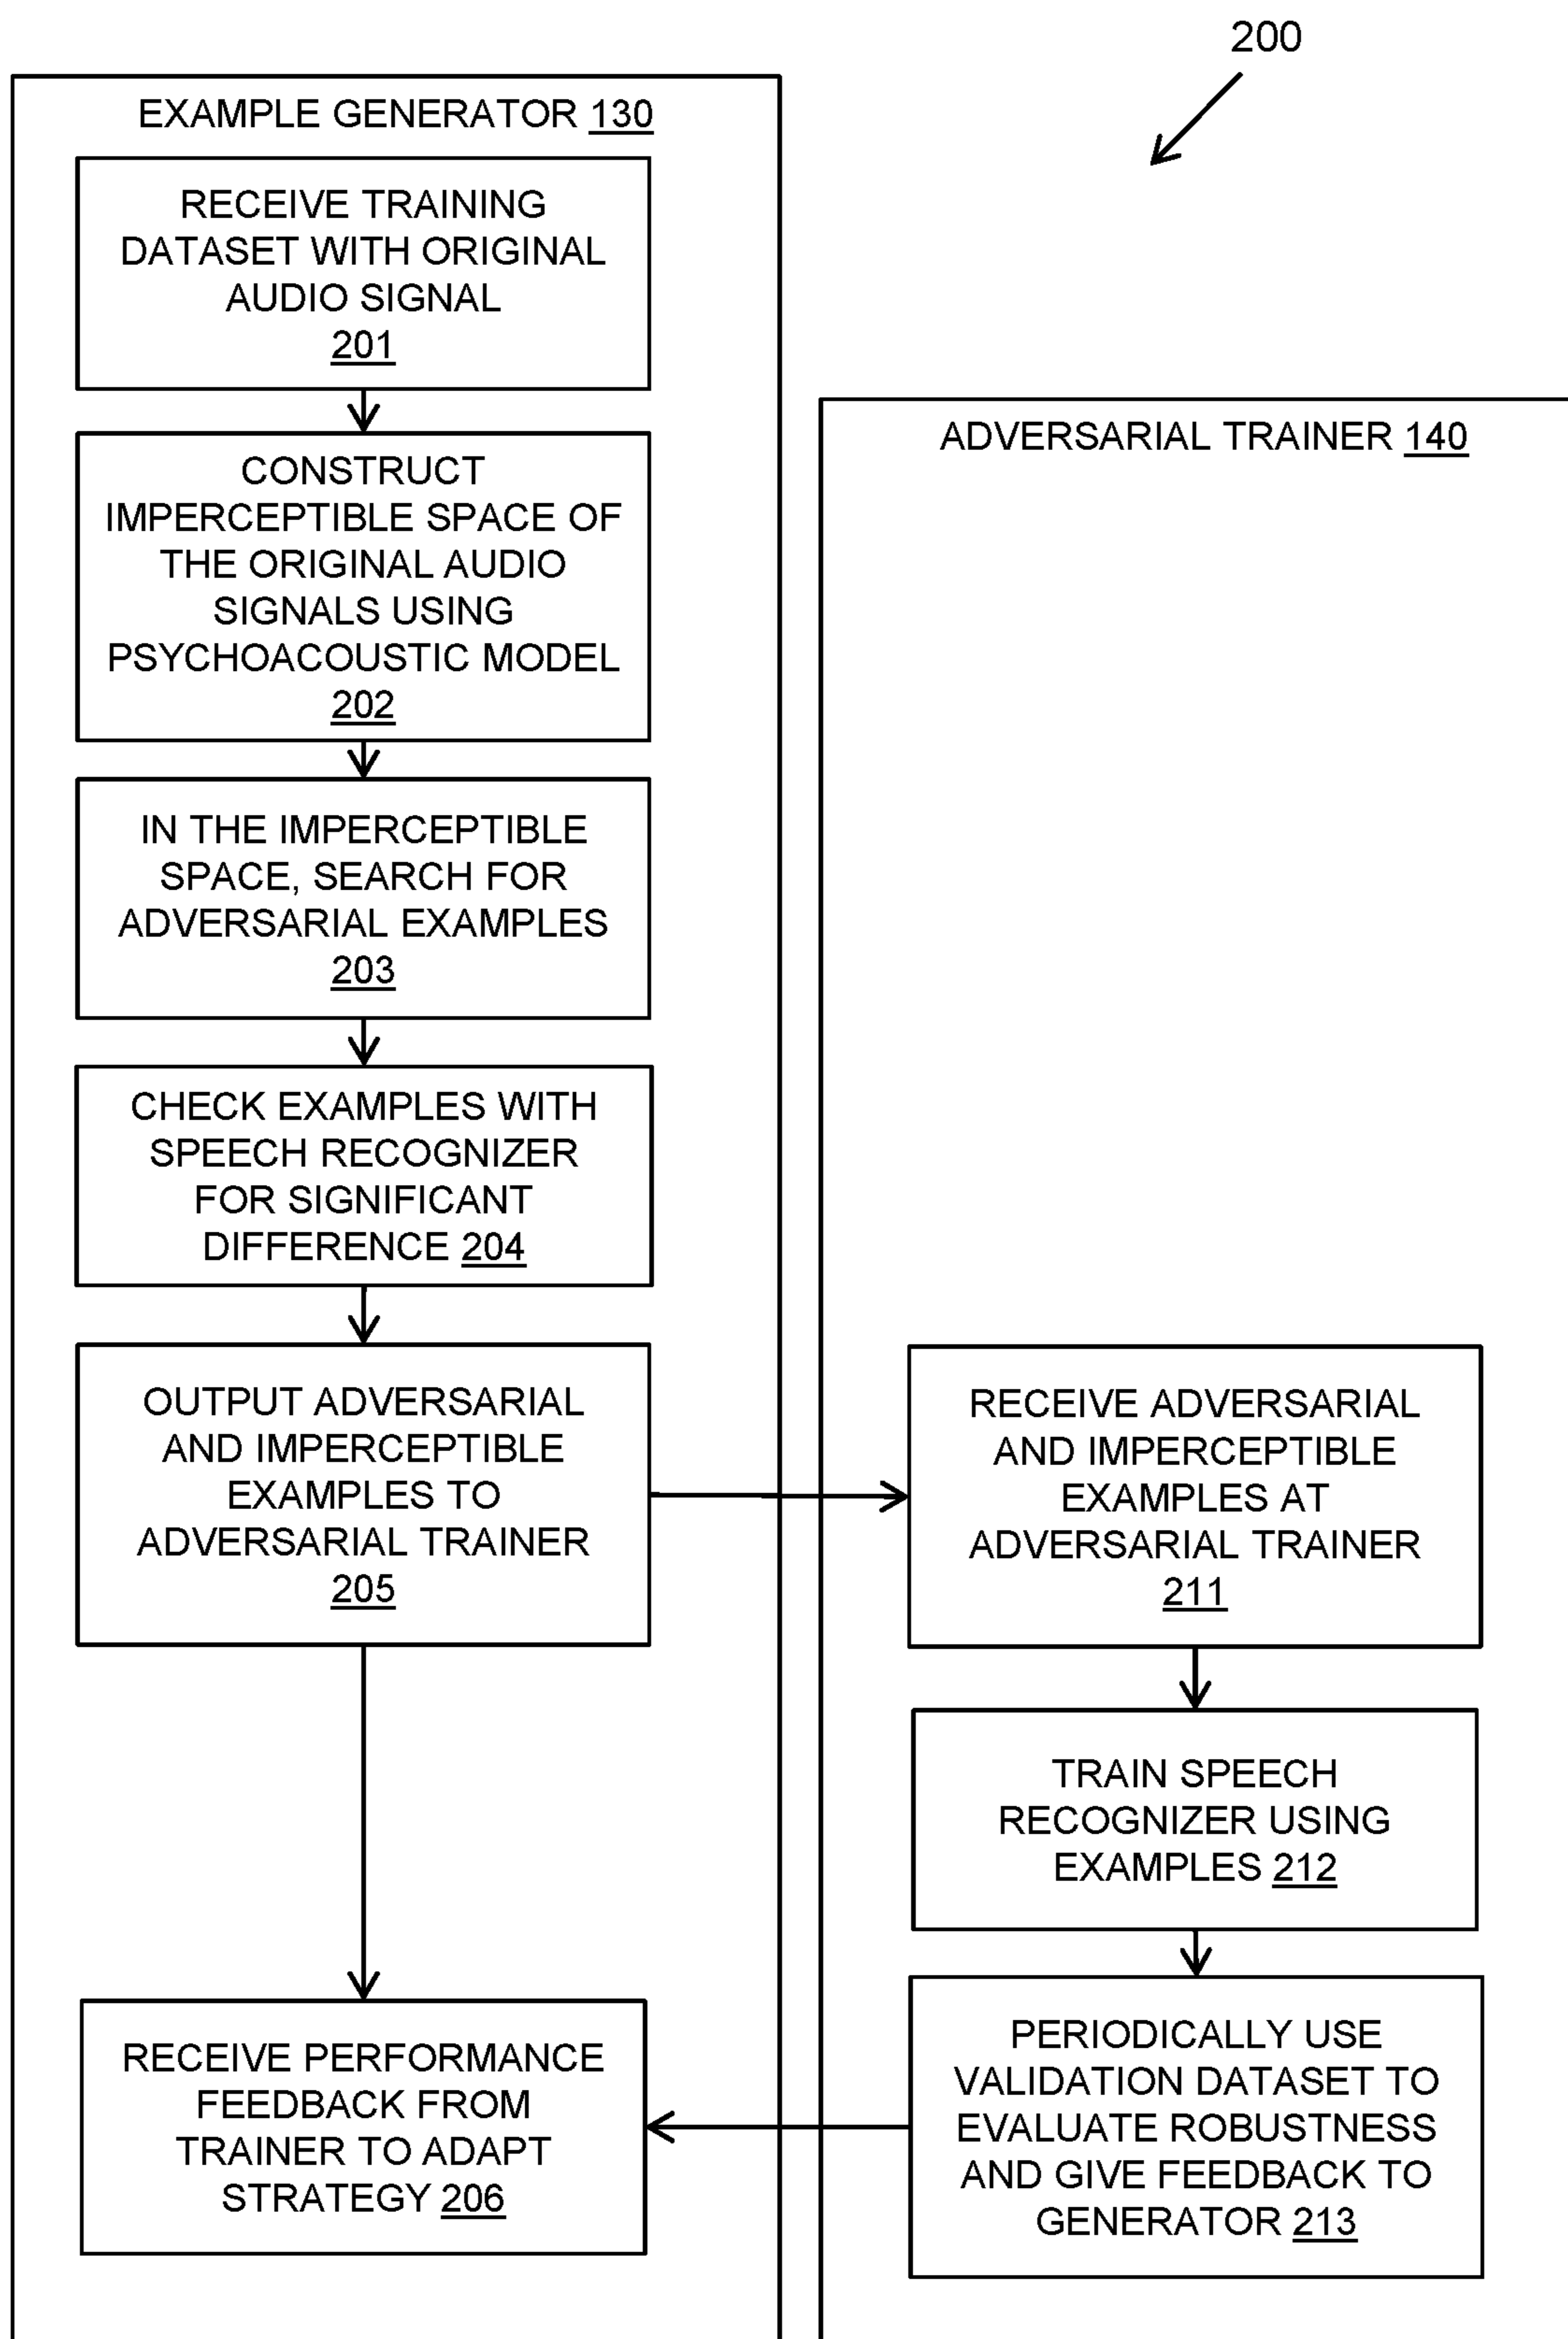 200
EXAMPLE GENERATOR 130
RECEIVE TRAINING
DATASET WITH ORIGINAL
AUDIO SIGNAL
201
CONSTRUCT
IMPERCEPTIBLE SPACE OF
THE ORIGINAL AUDIO
SIGNALS USING
PSYCHOACOUSTIC MODEL
202
IN THE IMPERCEPTIBLE
SPACE, SEARCH FOR
ADVERSARIAL EXAMPLES
203
CHECK EXAMPLES WITH
SPEECH RECOGNIZER
FOR SIGNIFICANT
DIFFERENCE 204
OUTPUT ADVERSARIAL
AND IMPERCEPTIBLE
EXAMPLES TO
ADVERSARIAL TRAINER
205
RECEIVE PERFORMANCE
FEEDBACK FROM
TRAINER TO ADAPT
STRATEGY 206
ADVERSARIAL TRAINER 140
RECEIVE ADVERSARIAL
AND IMPERCEPTIBLE
EXAMPLES AT
ADVERSARIAL TRAINER
211
TRAIN SPEECH
RECOGNIZER USING
EXAMPLES 212
PERIODICALLY USE
VALIDATION DATASET TO
EVALUATE ROBUSTNESS
AND GIVE FEEDBACK TO
GENERATOR 213